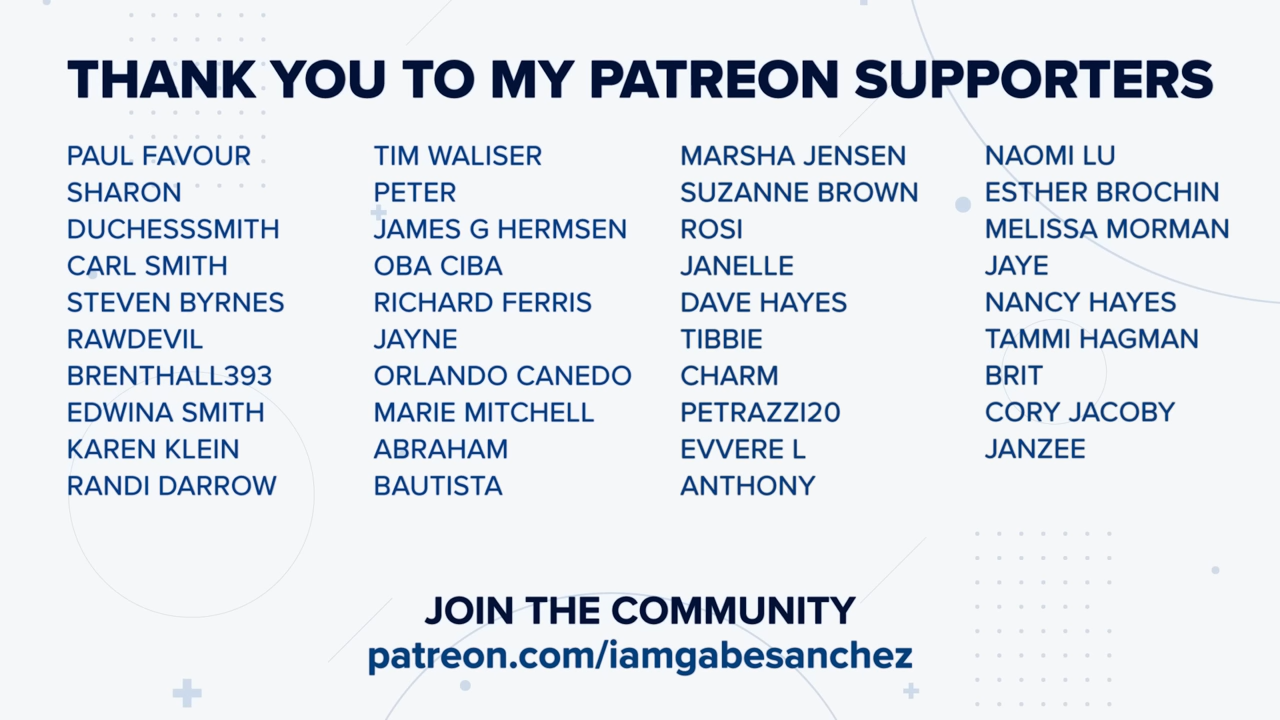 THANK YOU TO MY PATREON SUPPORTERS
PAUL FAVOUR
SHARON
DUCHESSSMITH
CARL SMITH
STEVEN BYRNES
RAWDEVIL
BRENTHALL393
EDWINA SMITH
KAREN KLEIN
RANDI DARROW
TIM WALISER
PETER
JAMES G HERMSEN
OBA CIBA
RICHARD FERRIS
JAYNE
ORLANDO CANEDO
MARIE MITCHELL
ABRAHAM
BAUTISTA
MARSHA JENSEN
SUZANNE BROWN
ROSI
JANELLE
DAVE HAYES
TIBBIE
CHARM
PETRAZZI20
EVVERE L
ANTHONY
NAOMI LU
ESTHER BROCHIN
MELISSA MORMAN
JAYE
NANCY HAYES
TAMMI HAGMAN
BRIT
CORY JACOBY
JANZEE
JOIN THE COMMUNITY
patreon.com/iamgabesanchez